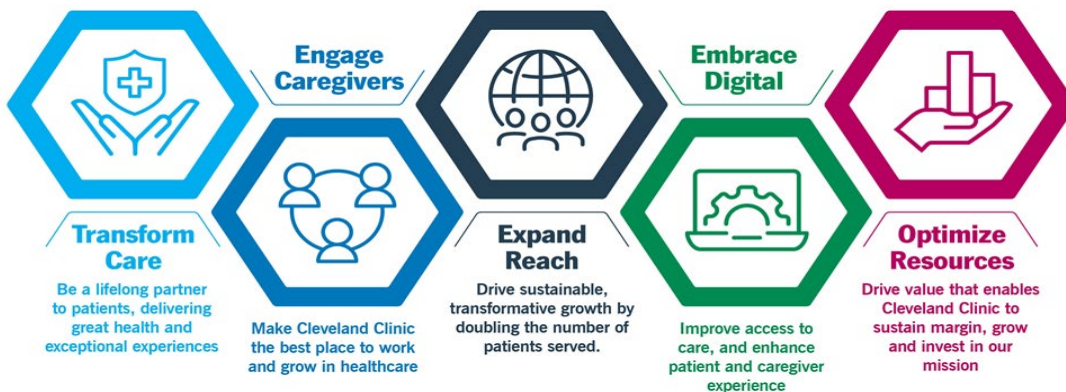 Transform
Care
Be a lifelong partner
to patients, delivering
great health and
exceptional experiences
Engage
Caregivers
Make Cleveland Clinic
the best place to work
and grow in healthcare
Expand
Reach
Drive sustainable,
transformative growth by
doubling the number of
patients served.
Embrace
Digital
Improve access to
care, and enhance
patient and caregiver
experience
Optimize
Resources
Drive value that enables
Cleveland Clinic to
sustain margin, grow
and invest in our
mission